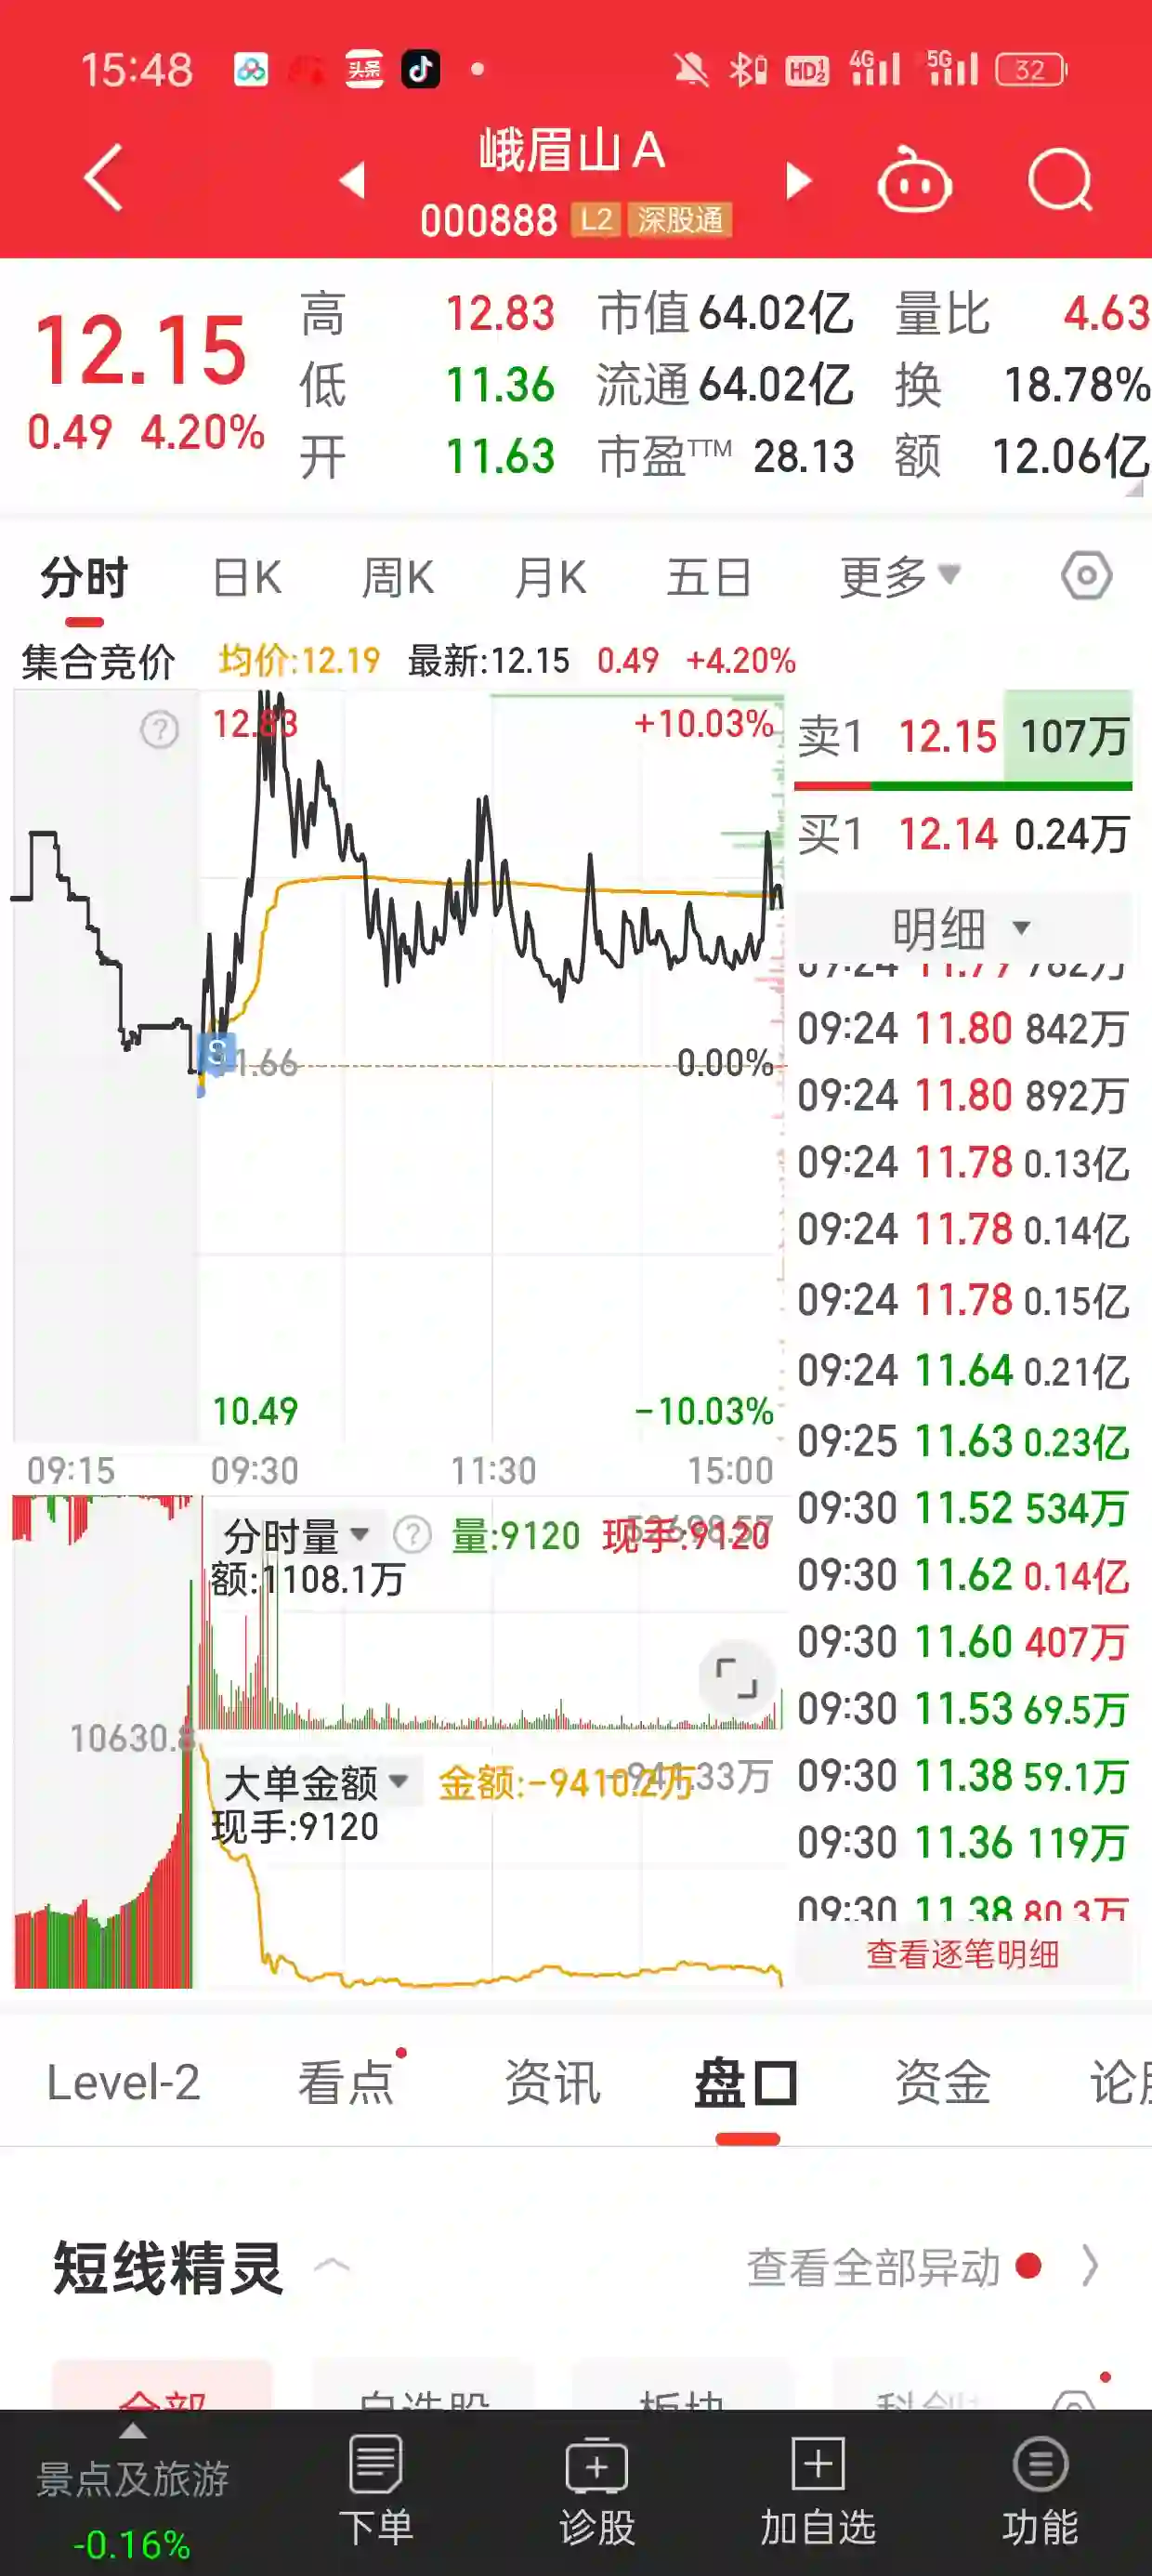 15:48 头条 HD 4G 5G 32
峨眉山A
000888 L2 深股通
12.15
0.49 4.20%
高 12.83 市值 64.02亿 量比 4.63
低 11.36 流通 64.02亿 换 18.78%
开 11.63 市盈TTM 28.13 额 12.06亿
分时 日K 周K 月K 五日 更多
集合竞价 均价:12.19 最新:12.15 0.49 +4.20%
12.83 +10.03%
卖1 12.15 107万
买1 12.14 0.24万
明细
S
0.00%
09:24 11.80 842万
09:24 11.80 892万
09:24 11.78 0.13亿
09:24 11.78 0.14亿
09:24 11.78 0.15亿
09:24 11.64 0.21亿
09:25 11.63 0.23亿
09:30 11.52 534万
09:30 11.62 0.14亿
09:30 11.60 407万
09:30 11.53 69.5万
09:30 11.38 59.1万
09:30 11.36 119万
09:30 11.38 80.3万
查看逐笔明细
10.49 -10.03%
09:15 09:30 11:30 15:00
分时量 ? 量:9120 现手:9120
额:1108.1万
10630.8
大单金额 金额:-9410.2万
现手:9120
Level-2 看点 资讯 盘口 资金
短线精灵 查看全部异动
全部 自选股 板块
景点及旅游
-0.16%
下单 诊股 加自选 功能